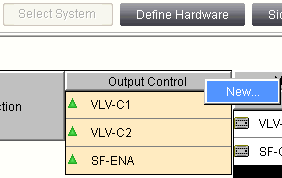 Select System
Define Hardware
Output Control
New...
ction
VLV-C1
VLV-C2
SF-ENA
VLV-
SF-C